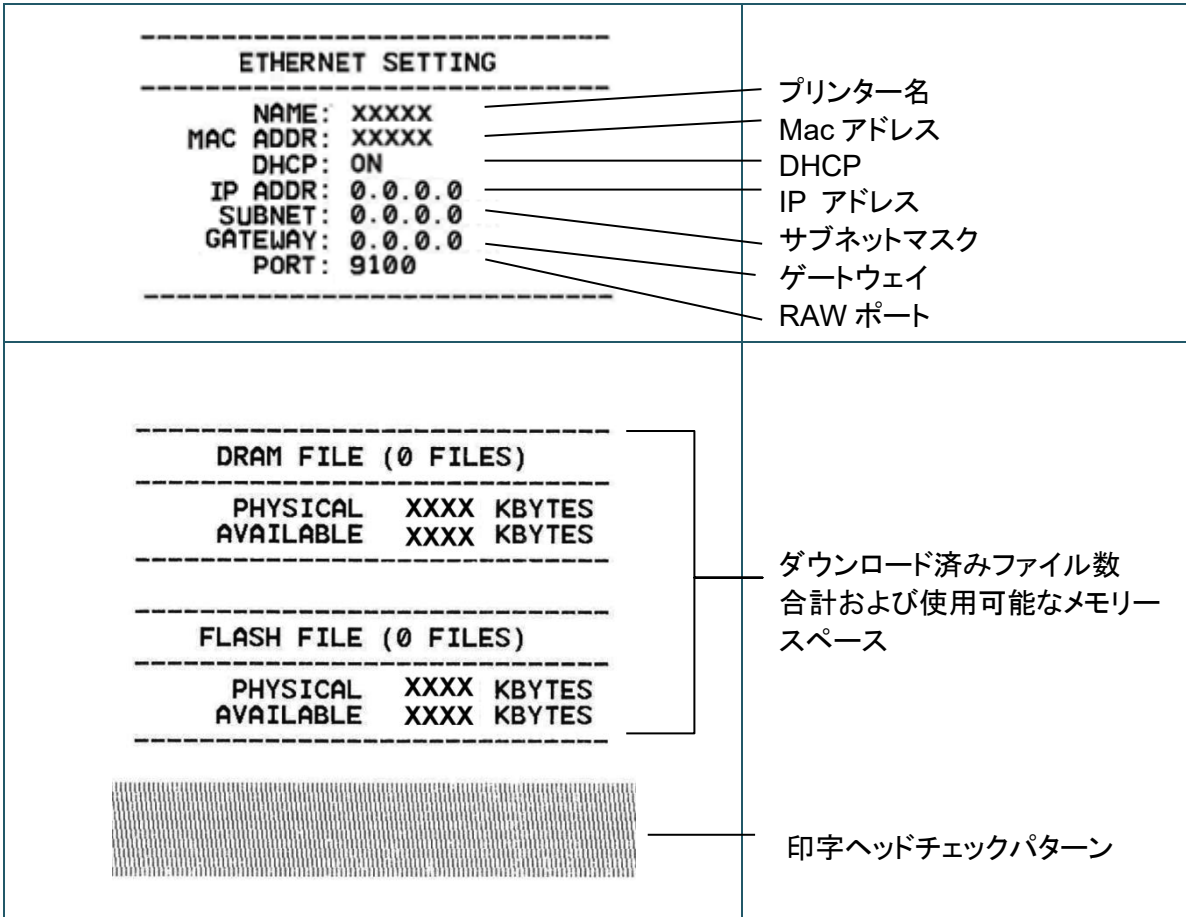 ETHERNET SETTING
NAME: XXXXX
MAC ADDR: XXXXX
DHCP: ON
IP ADDR: 0.0.0.0
SUBNET: 0.0.0.0
GATEWAY: 0.0.0.0
PORT: 9100
プリンター名
Mac アドレス
DHCP
IP アドレス
サブネットマスク
ゲートウェイ
RAW ポート
DRAM FILE (0 FILES)
PHYSICAL XXXX KBYTES
AVAILABLE XXXX KBYTES
FLASH FILE (0 FILES)
PHYSICAL XXXX KBYTES
AVAILABLE XXXX KBYTES
ダウンロード済みファイル数
合計および使用可能なメモリー
スペース
印字ヘッドチェックパターン